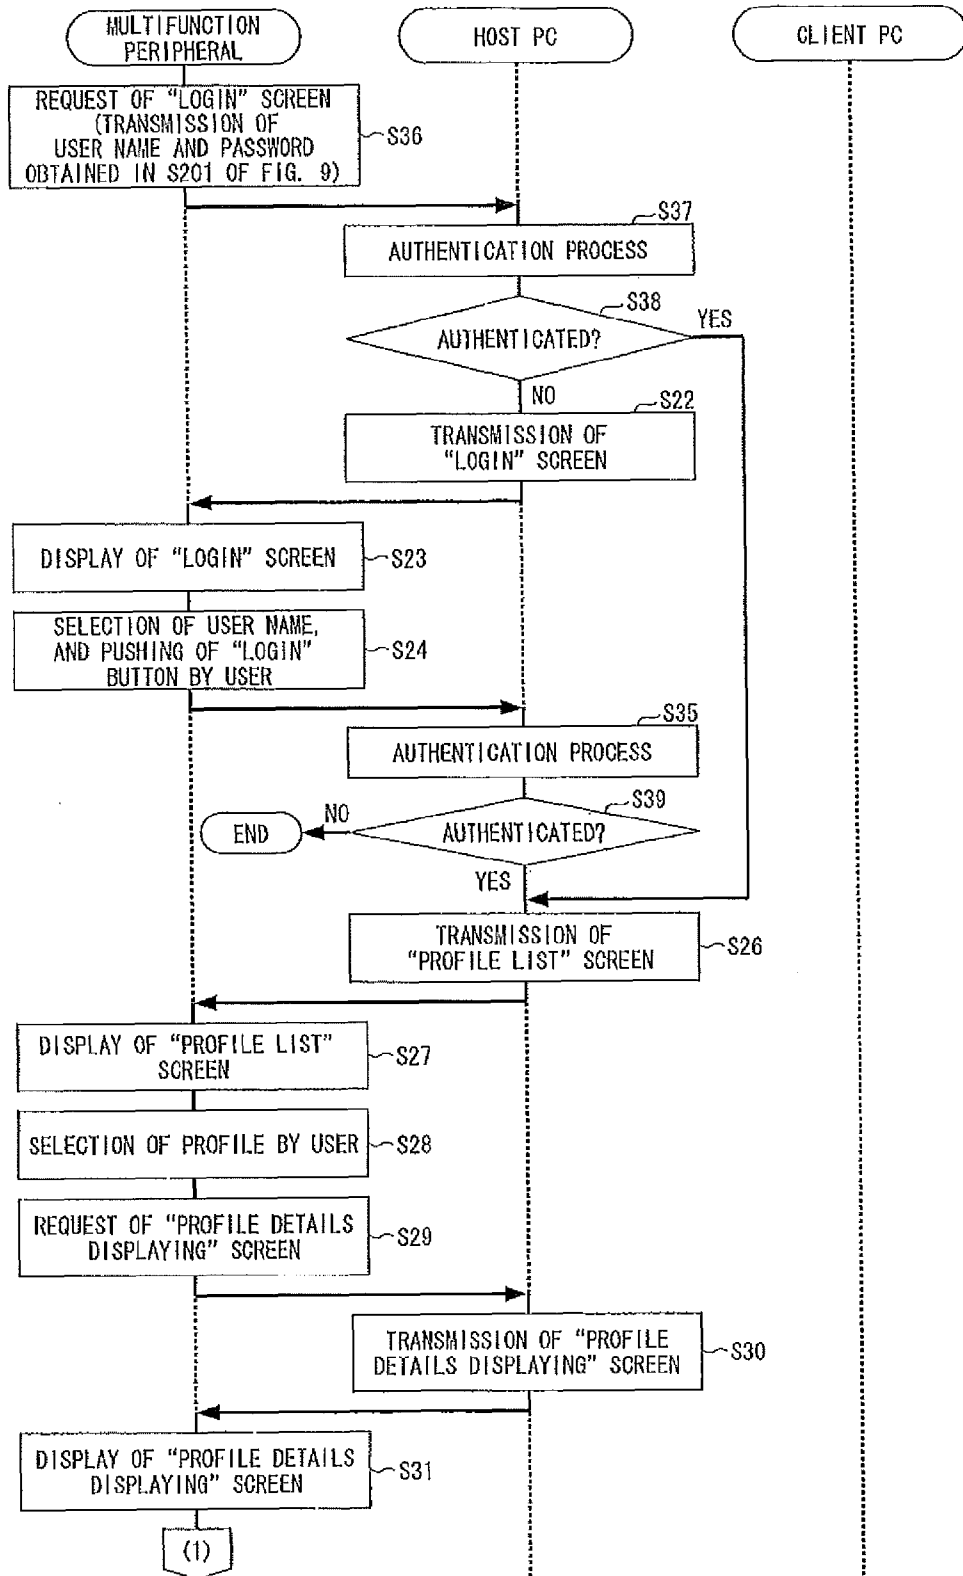 MULTIFUNCTION
PERIPHERAL
HOST PC
CLIENT PC
REQUEST OF “LOGIN” SCREEN
(TRANSMISSION OF
USER NAME AND PASSWORD
OBTAINED IN S201 OF FIG. 9)
S36
S37
AUTHENTICATION PROCESS
S38
AUTHENTICATED?
YES
NO
S22
TRANSMISSION OF
“LOGIN” SCREEN
DISPLAY OF “LOGIN” SCREEN
S23
SELECTION OF USER NAME,
AND PUSHING OF “LOGIN”
BUTTON BY USER
S24
S35
AUTHENTICATION PROCESS
S39
AUTHENTICATED?
NO
END
YES
TRANSMISSION OF
“PROFILE LIST” SCREEN
S26
DISPLAY OF “PROFILE LIST”
SCREEN
S27
SELECTION OF PROFILE BY USER
S28
REQUEST OF “PROFILE DETAILS
DISPLAYING” SCREEN
S29
TRANSMISSION OF “PROFILE
DETAILS DISPLAYING” SCREEN
S30
DISPLAY OF “PROFILE DETAILS
DISPLAYING” SCREEN
S31
(1)